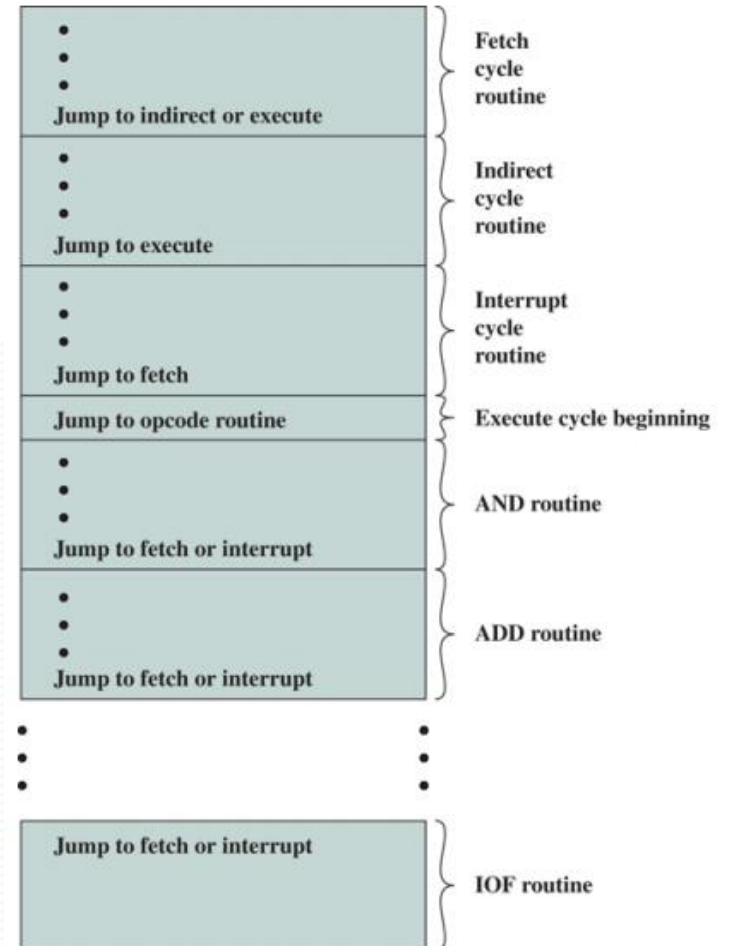 Jump to indirect or execute
Fetch
cycle
routine
Jump to execute
Indirect
cycle
routine
Jump to fetch
Interrupt
cycle
routine
Jump to opcode routine
Execute cycle beginning
Jump to fetch or interrupt
AND routine
Jump to fetch or interrupt
ADD routine
Jump to fetch or interrupt
IOF routine